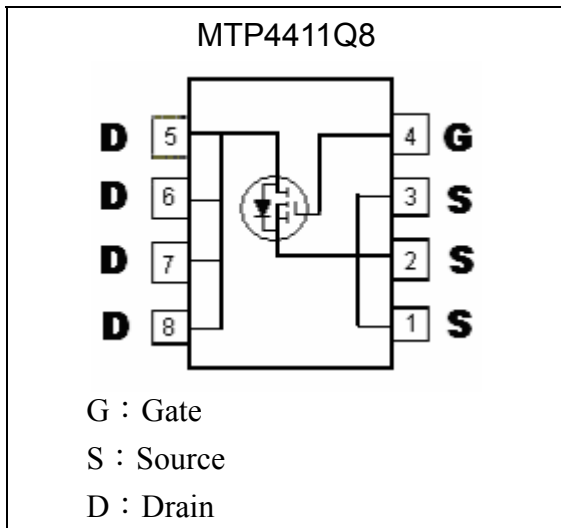 MTP4411Q8
D 5 4 G
D 6 3 S
D 7 2 S
D 8 1 S
G：Gate
S：Source
D：Drain